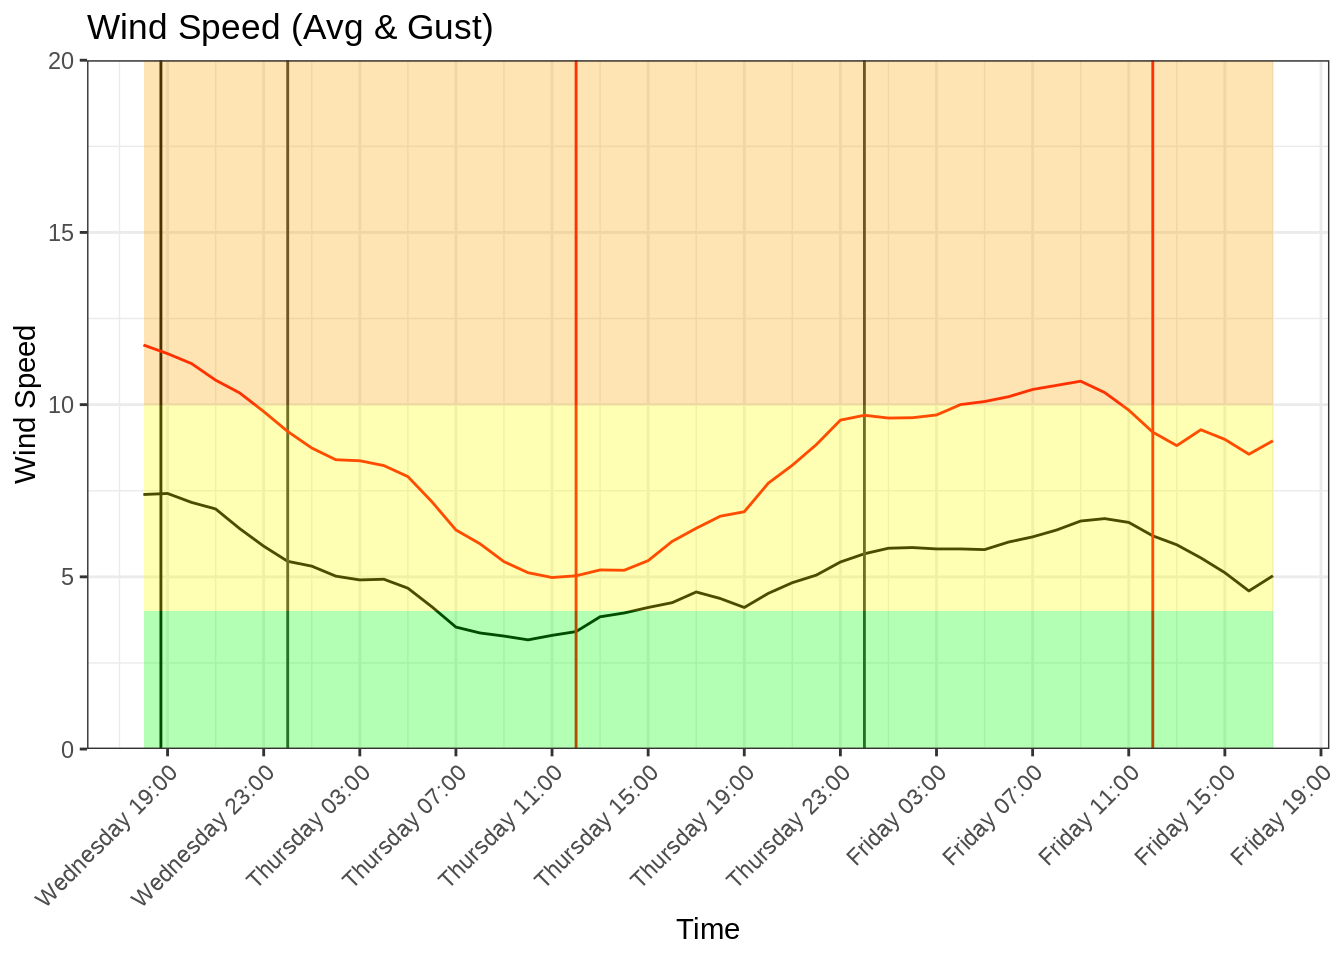 Wind Speed (Avg & Gust)
20
15
10
5
0
Wind Speed
Wednesday 19:00
Wednesday 23:00
Thursday 03:00
Thursday 07:00
Thursday 11:00
Thursday 15:00
Thursday 19:00
Thursday 23:00
Friday 03:00
Friday 07:00
Friday 11:00
Friday 15:00
Friday 19:00
Time